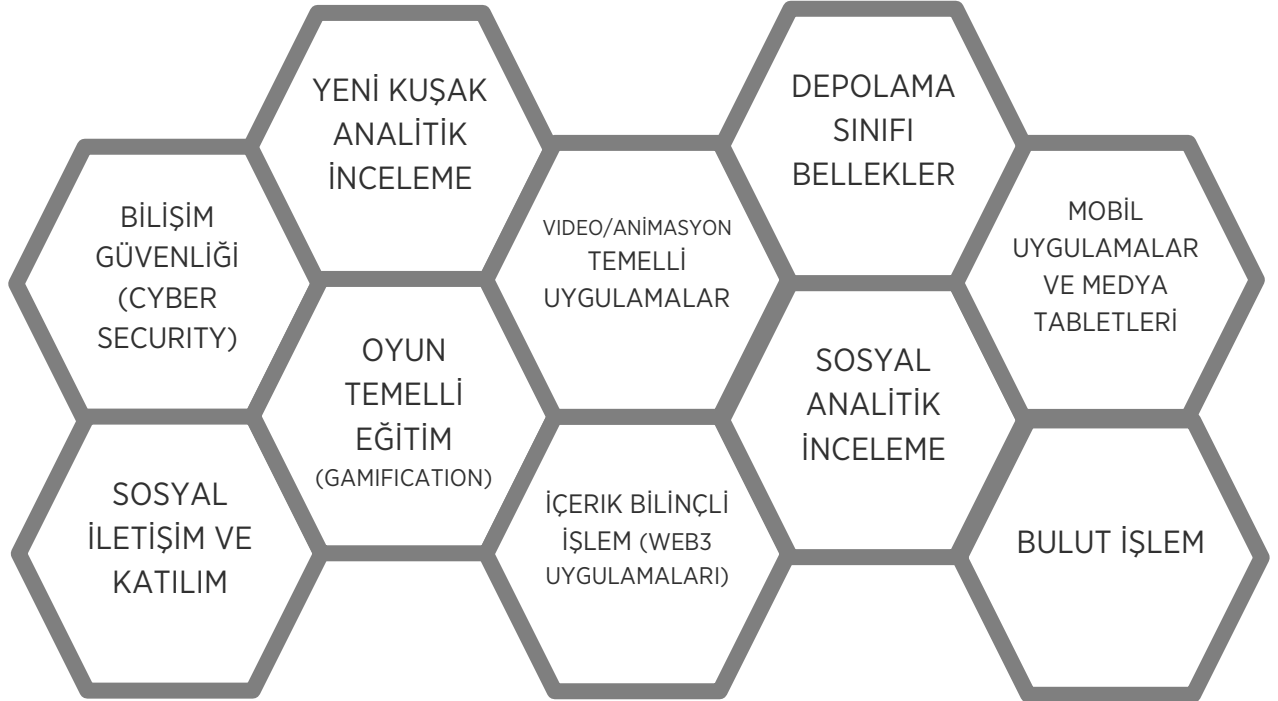 YENİ KUŞAK
ANALİTİK
İNCELEME
DEPOLAMA
SINIFI
BELLEKLER
BİLİŞİM
GÜVENLİĞİ
(CYBER
SECURITY)
VIDEO/ANİMASYON
TEMELLİ
UYGULAMALAR
MOBİL
UYGULAMALAR
VE MEDYA
TABLETLERİ
OYUN
TEMELLİ
EĞİTİM
(GAMIFICATION)
SOSYAL
ANALİTİK
İNCELEME
SOSYAL
İLETİŞİM VE
KATILIM
İÇERIK BİLİNÇLİ
İŞLEM (WEB3
UYGULAMALARI)
BULUT İŞLEM